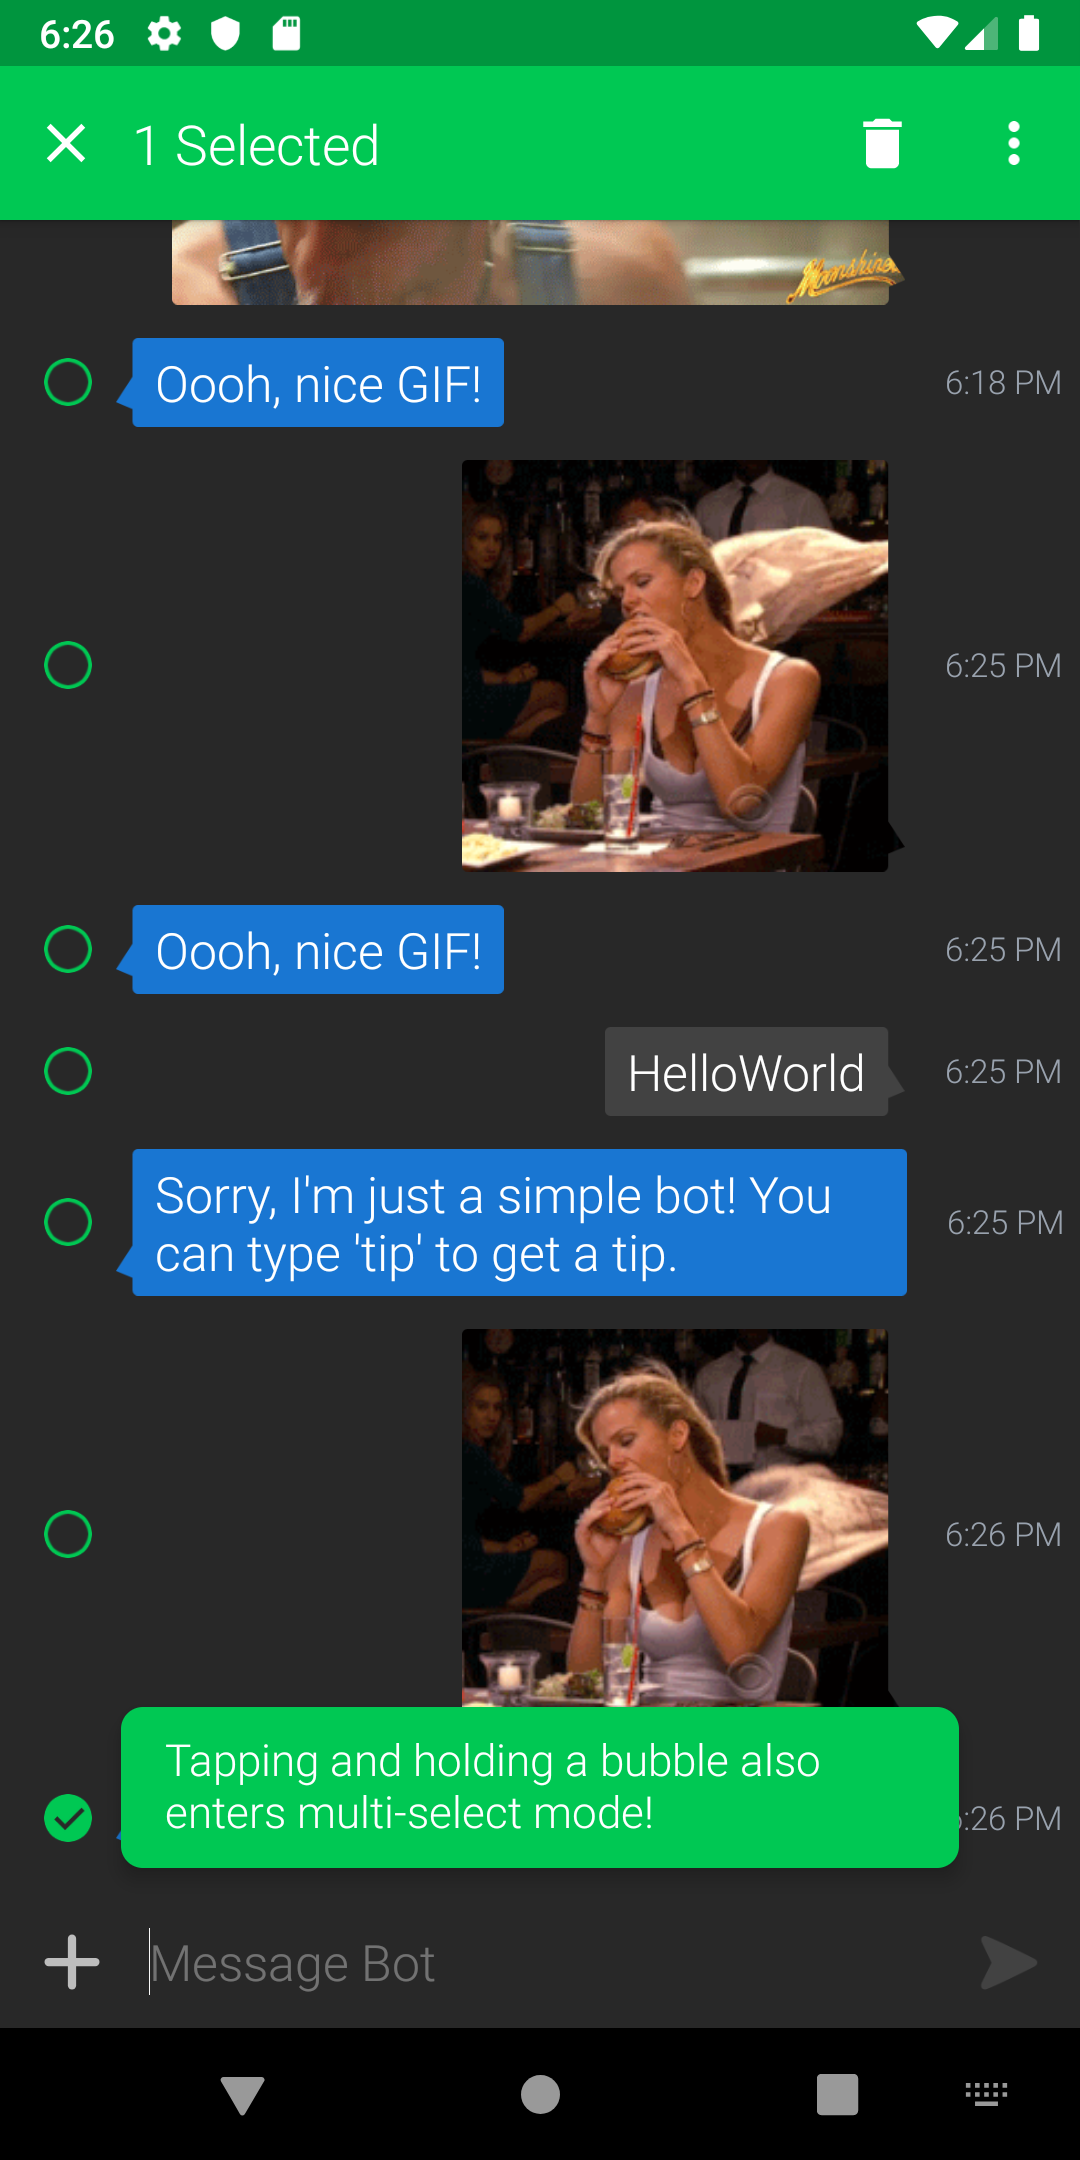 6:26
1 Selected
Moonshiners
Oooh, nice GIF!
6:18 PM
6:25 PM
Oooh, nice GIF!
6:25 PM
HelloWorld
6:25 PM
Sorry, I'm just a simple bot! You
can type 'tip' to get a tip.
6:25 PM
6:26 PM
Tapping and holding a bubble also
enters multi-select mode!
:26 PM
Message Bot